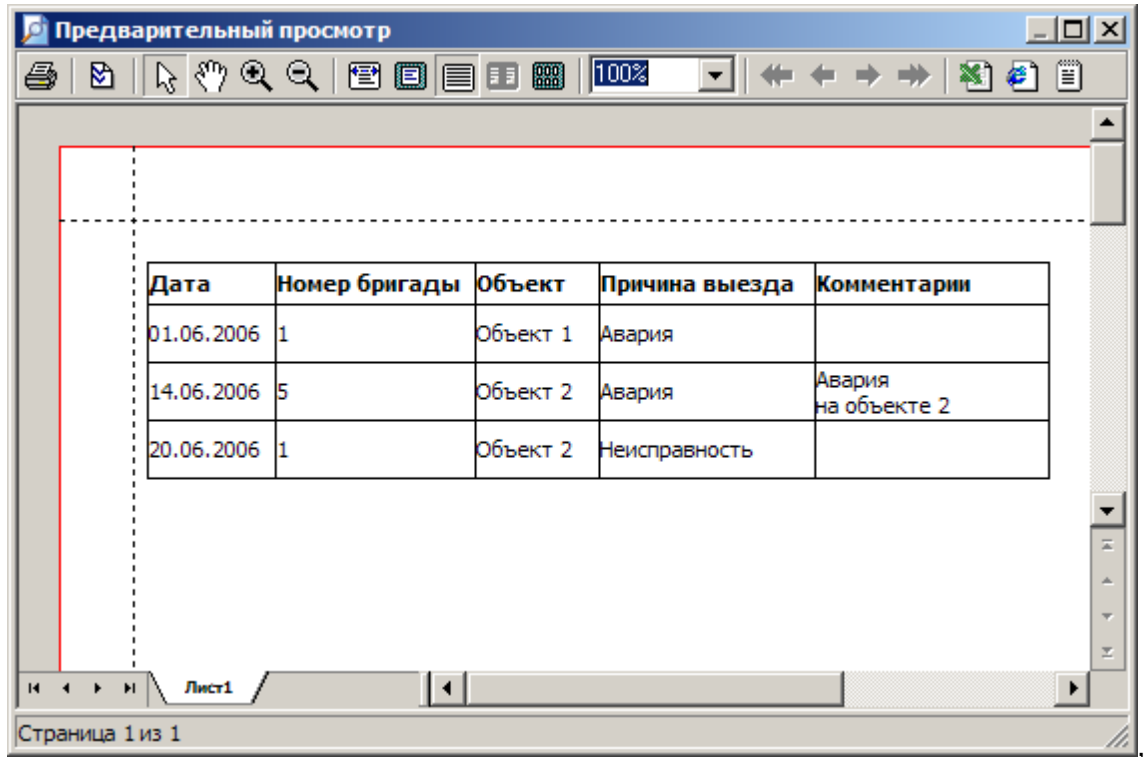 Предварительный просмотр
100%
Дата Номер бригады Объект Причина выезда Комментарии
01.06.2006 1 Объект 1 Авария
14.06.2006 5 Объект 2 Авария Авария
на объекте 2
20.06.2006 1 Объект 2 Неисправность
Лист1
Страница 1 из 1